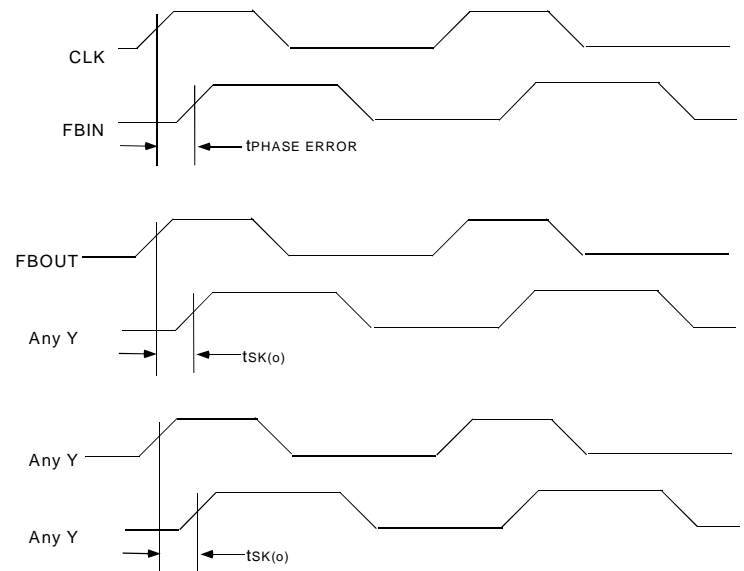 CLK
FBIN
tPHASE ERROR
FBOUT
Any Y
tSK(o)
Any Y
Any Y
tSK(o)